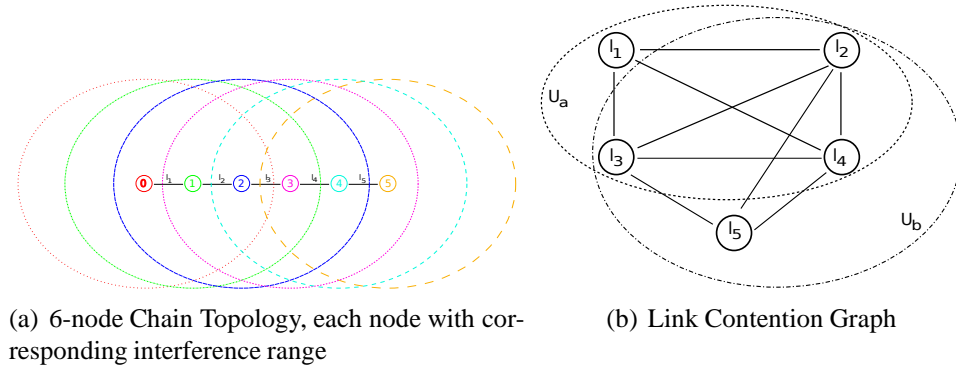 0 l₁ 1 l₂ 2 l₃ 3 l₄ 4 l₅ 5
(a) 6-node Chain Topology, each node with cor-
responding interference range
l₁ l₂
Uₐ
l₃ l₄
l₅
U_b
(b) Link Contention Graph